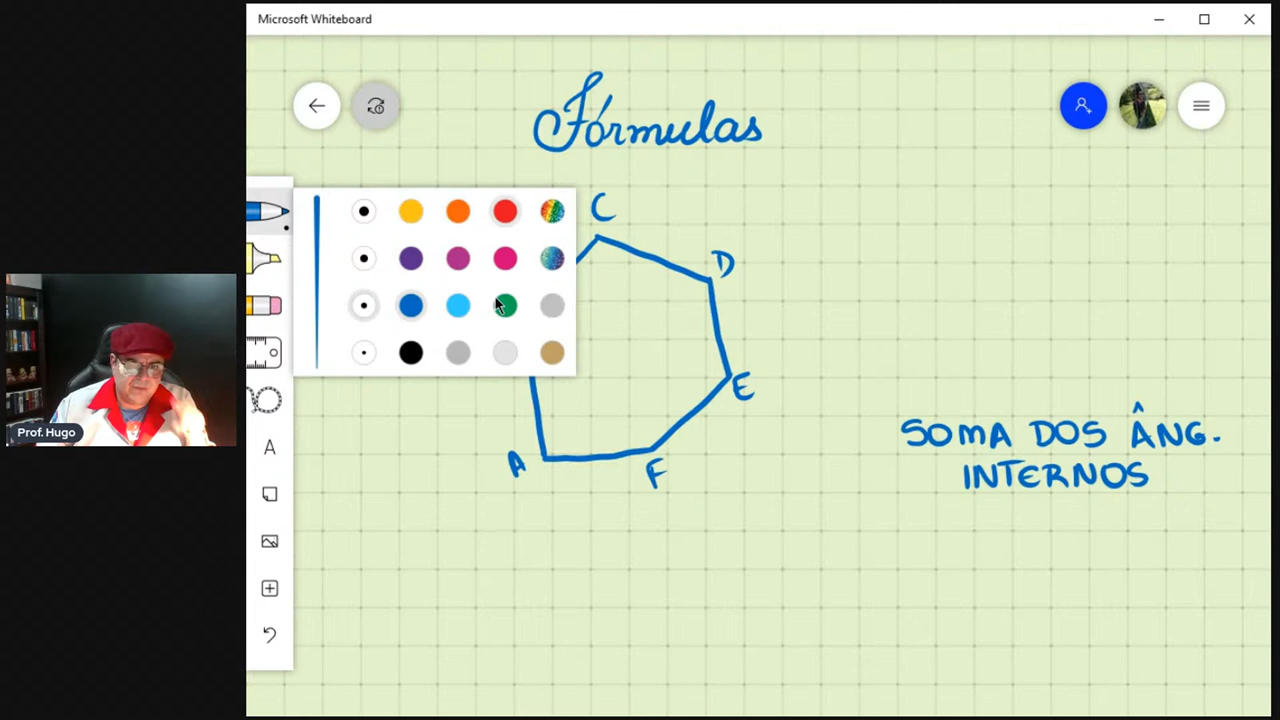 Microsoft Whiteboard
Fórmulas
C
D
E
A
F
SOMA DOS ÂNG.
INTERNOS
A
Prof. Hugo